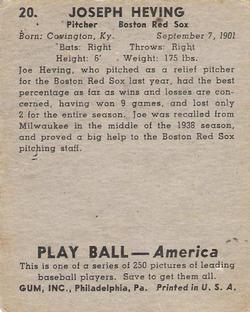 20. JOSEPH HEVING
Pitcher Boston Red Sox
Born: Covington, Ky. September 7, 1901
Bats: Right Throws: Right
Height: 6' Weight: 175 lbs.
Joe Heving, who pitched as a relief pitcher
for the Boston Red Sox last year, had the best
percentage as far as wins and losses are con-
cerned, having won 9 games, and lost only
2 for the entire season. Joe was recalled from
Milwaukee in the middle of the 1938 season,
and proved a big help to the Boston Red Sox
pitching staff.
PLAY BALL—America
This is one of a series of 250 pictures of leading
baseball players. Save to get them all.
GUM, INC., Philadelphia, Pa. Printed in U. S. A.